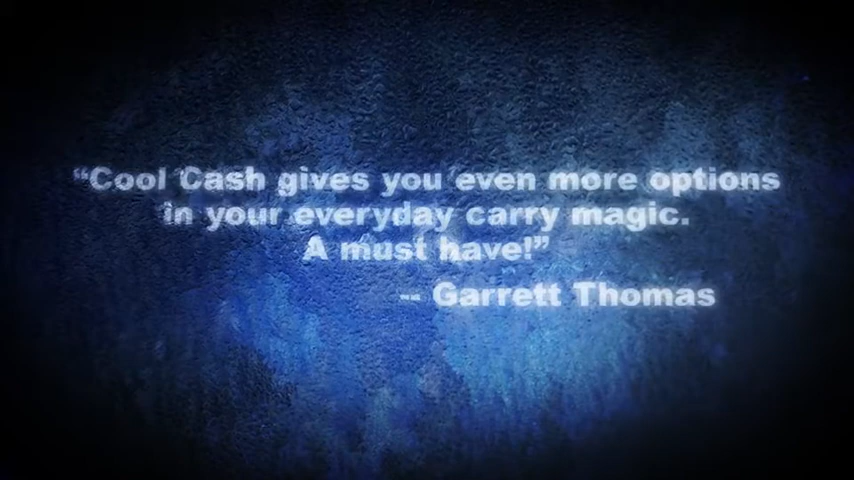 “Cool Cash gives you even more options
in your everyday carry magic.
A must have!”
-- Garrett Thomas